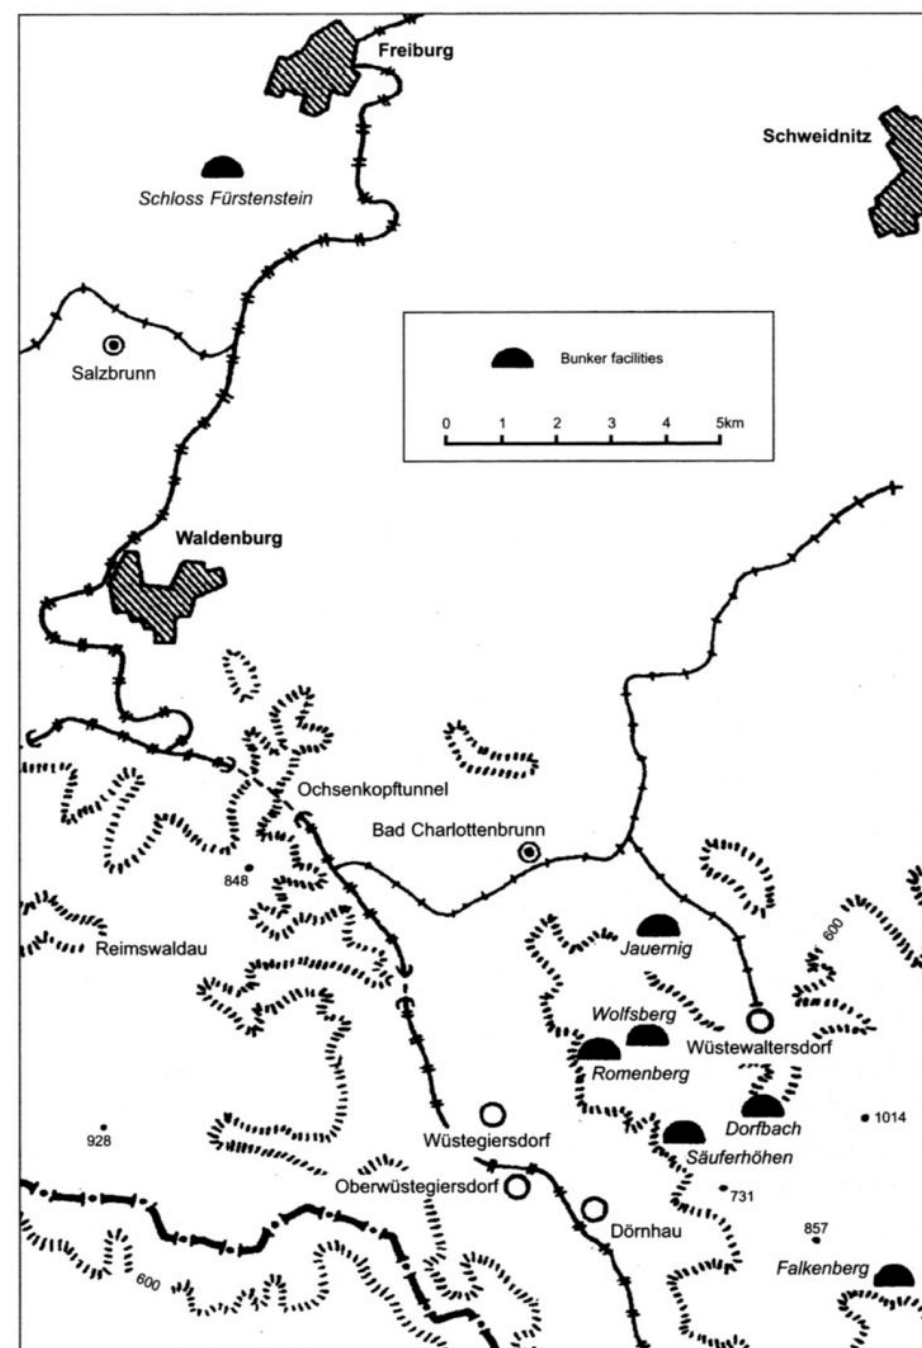 Freiburg
Schweidnitz
Schloss Fürstenstein
Salzbrunn
Bunker facilities
0 1 2 3 4 5km
Waldenburg
Ochsenkopftunnel
Bad Charlottenbrunn
848
Reimswaldau
600
Jauernig
Wolfsberg
Wüstewaltersdorf
Romenberg
928
Wüstegiersdorf
Dorfbach
1014
Säuferhöhen
Oberwüstegiersdorf
731
Dörnhau
857
Falkenberg
600